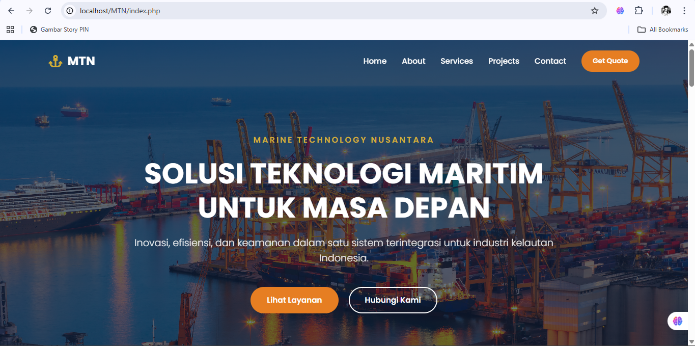 localhost/MTN/index.php
Gambar Story PIN
All Bookmarks
MTN
Home About Services Projects Contact Get Quote
MARINE TECHNOLOGY NUSANTARA
SOLUSI TEKNOLOGI MARITIM
UNTUK MASA DEPAN
Inovasi, efisiensi, dan keamanan dalam satu sistem terintegrasi untuk industri kelautan
Indonesia.
Lihat Layanan Hubungi Kami